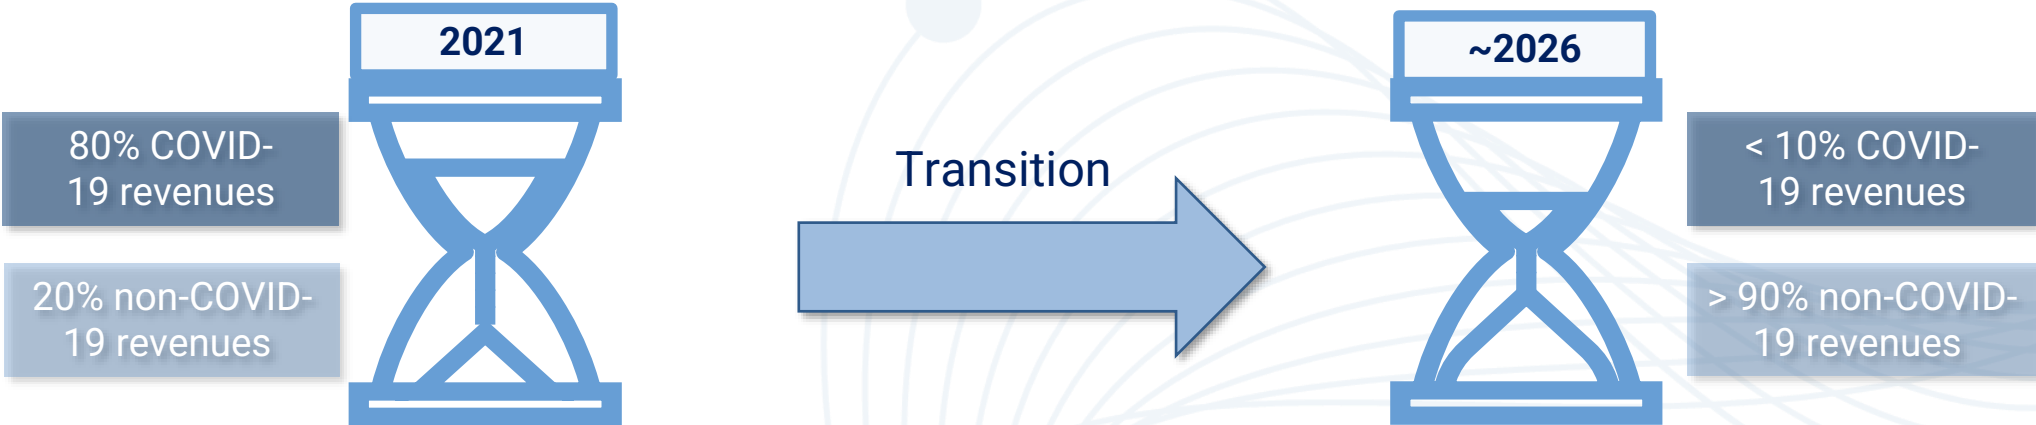 2021
80% COVID-
19 revenues
20% non-COVID-
19 revenues
Transition
~2026
< 10% COVID-
19 revenues
> 90% non-COVID-
19 revenues